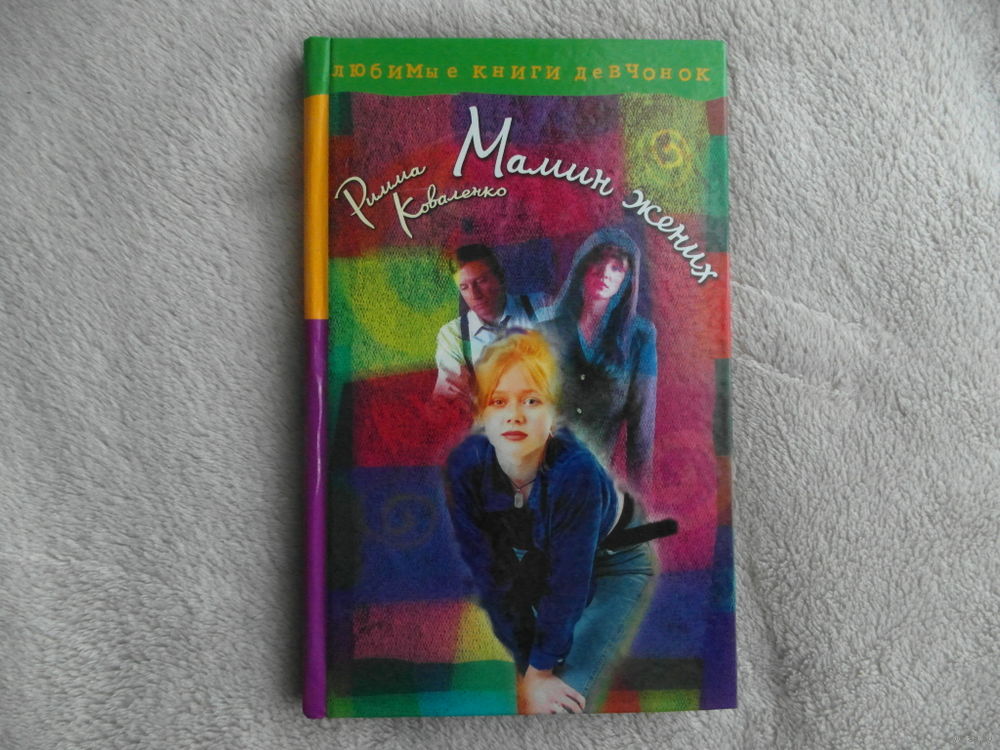 любимые книги девчонок
Римма
Коваленко
Мамин жених